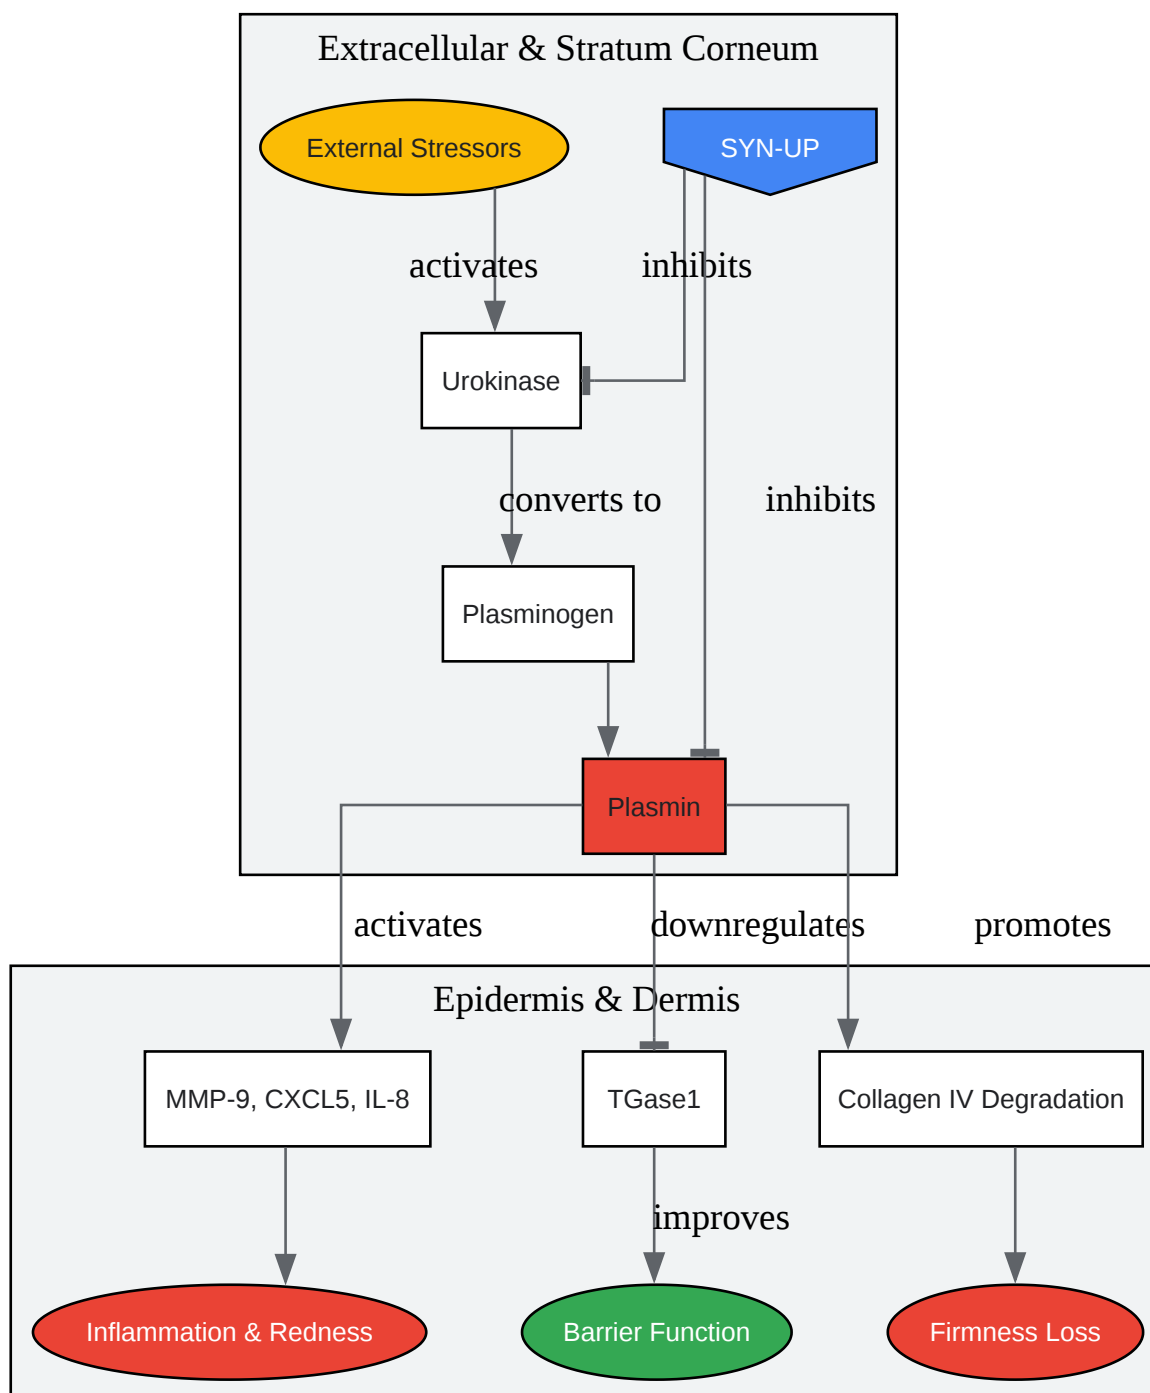 Extracellular & Stratum Corneum
External Stressors
SYN-UP
activates
inhibits
Urokinase
converts to
inhibits
Plasminogen
Plasmin
activates
downregulates
promotes
Epidermis & Dermis
MMP-9, CXCL5, IL-8
TGase1
Collagen IV Degradation
improves
Inflammation & Redness
Barrier Function
Firmness Loss